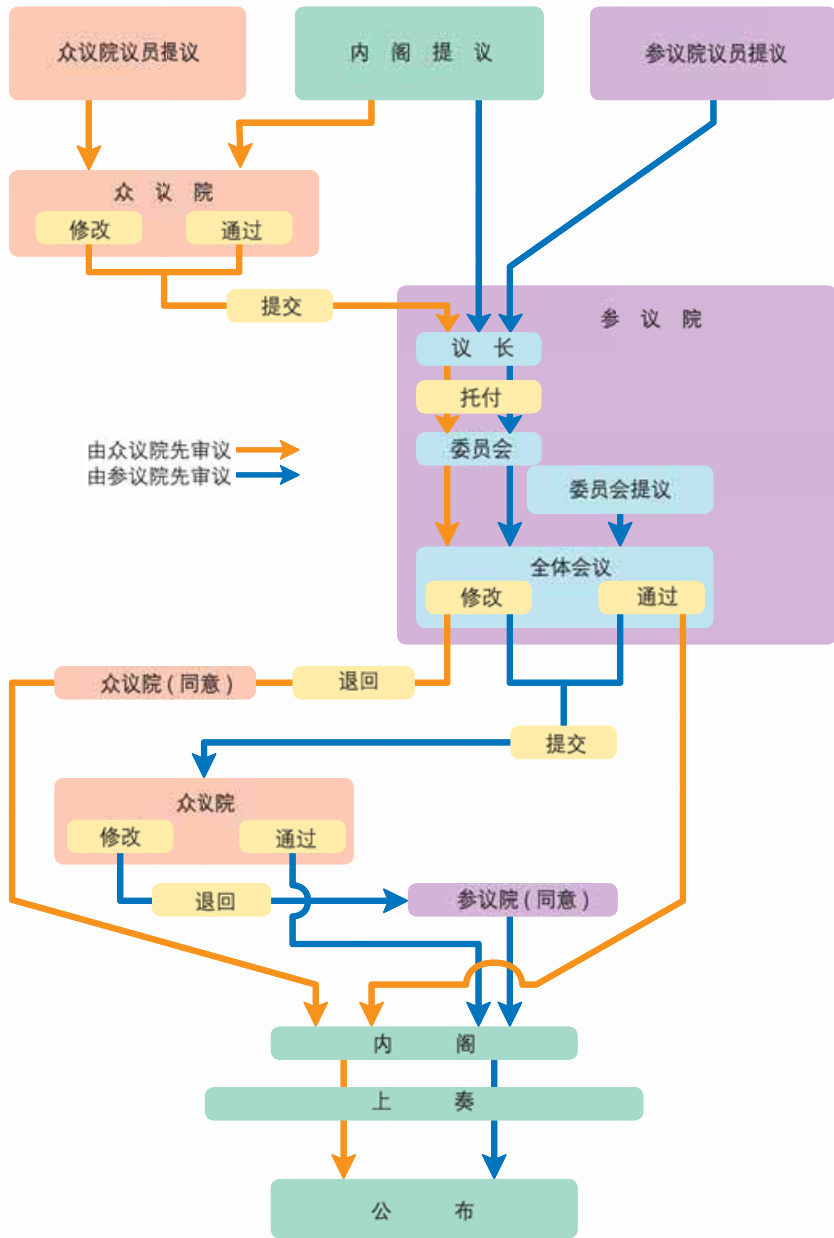 众议院议员提议
内阁提议
参议院议员提议
众议院
修改
通过
提交
参议院
议长
托付
由众议院先审议
由参议院先审议
委员会
委员会提议
全体会议
修改
通过
众议院(同意)
退回
提交
众议院
修改
通过
退回
参议院(同意)
内阁
上奏
公布